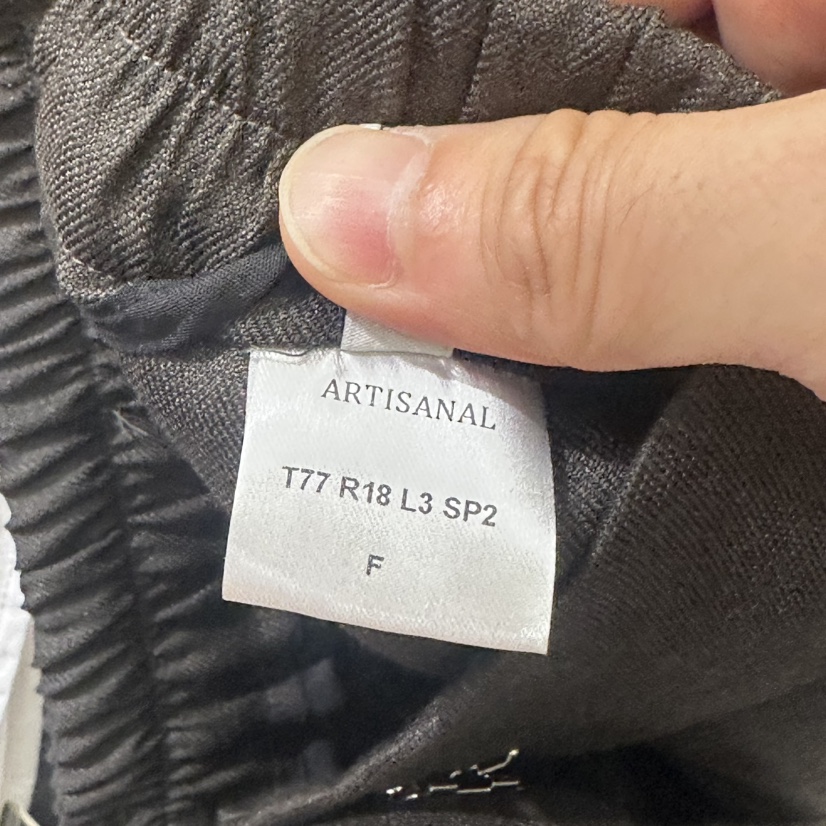 ARTISANAL
T77 R18 L3 SP2
F